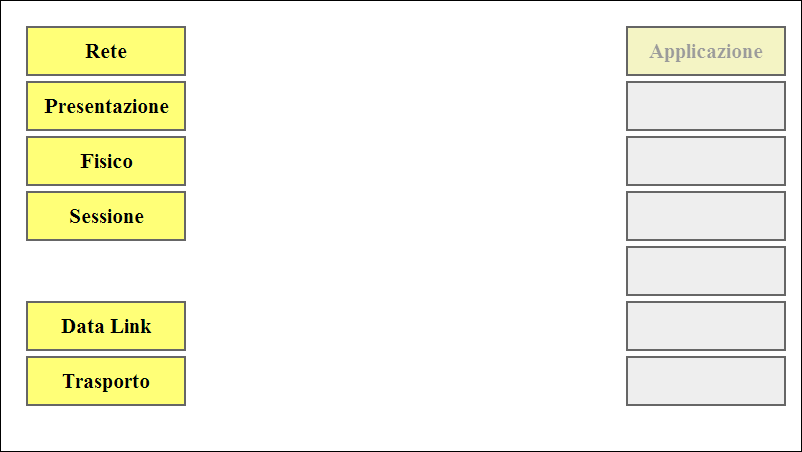 Rete
Applicazione
Presentazione
Fisico
Sessione
Data Link
Trasporto